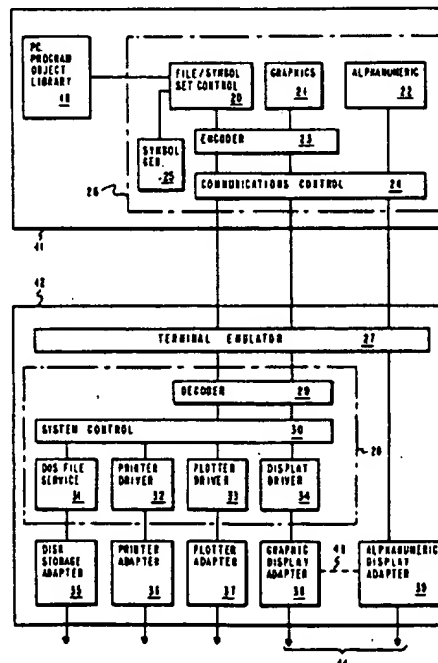 PC
PROGRAM
OBJECT
LIBRARY
40
FILE/SYMBOL
SET CONTROL
20
GRAPHICS
21
ALPHANUMERIC
22
ENCODER 23
SYMBOL
GEN.
25
COMMUNICATIONS CONTROL 24
26
41
42
TERMINAL EMULATOR 27
DECODER 29
SYSTEM CONTROL 30
28
DOS FILE
SERVICE
31
PRINTER
DRIVER
32
PLOTTER
DRIVER
33
DISPLAY
DRIVER
34
DISK
STORAGE
ADAPTER
35
PRINTER
ADAPTER
36
PLOTTER
ADAPTER
37
GRAPHIC
DISPLAY
ADAPTER
38
ALPHANUMERIC
DISPLAY
ADAPTER
39